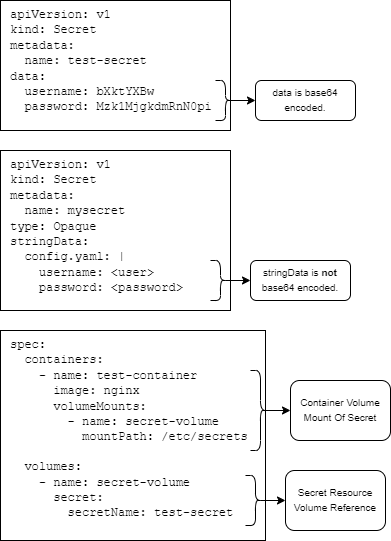 apiVersion: v1
kind: Secret
metadata:
  name: test-secret
data:
  username: bXktYXBw
  password: Mzk1MjgkdmRnN0pi
data is base64
encoded.
apiVersion: v1
kind: Secret
metadata:
  name: mysecret
type: Opaque
stringData:
  config.yaml: |
    username: <user>
    password: <password>
stringData is not
base64 encoded.
spec:
  containers:
    - name: test-container
      image: nginx
      volumeMounts:
        - name: secret-volume
          mountPath: /etc/secrets
Container Volume
Mount Of Secret
  volumes:
    - name: secret-volume
      secret:
        secretName: test-secret
Secret Resource
Volume Reference